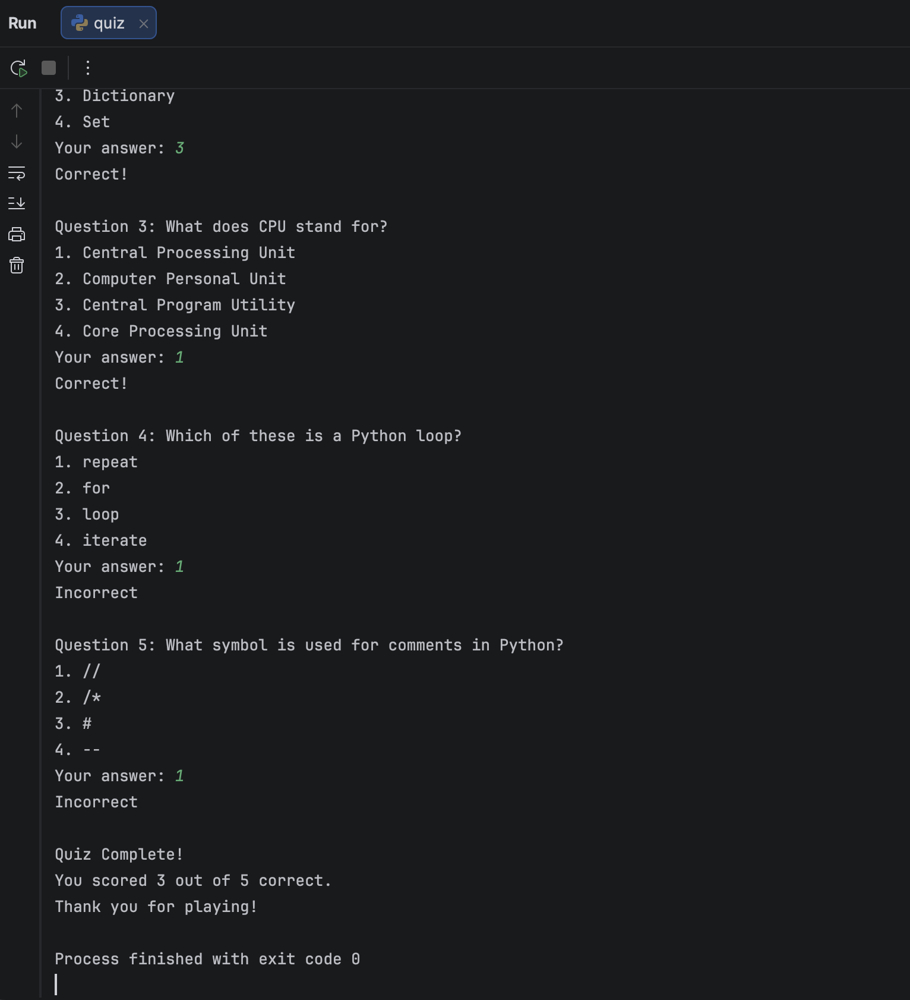 Run
quiz
3. Dictionary
4. Set
Your answer: 3
Correct!
Question 3: What does CPU stand for?
1. Central Processing Unit
2. Computer Personal Unit
3. Central Program Utility
4. Core Processing Unit
Your answer: 1
Correct!
Question 4: Which of these is a Python loop?
1. repeat
2. for
3. loop
4. iterate
Your answer: 1
Incorrect
Question 5: What symbol is used for comments in Python?
1. //
2. /*
3. #
4. --
Your answer: 1
Incorrect
Quiz Complete!
You scored 3 out of 5 correct.
Thank you for playing!
Process finished with exit code 0